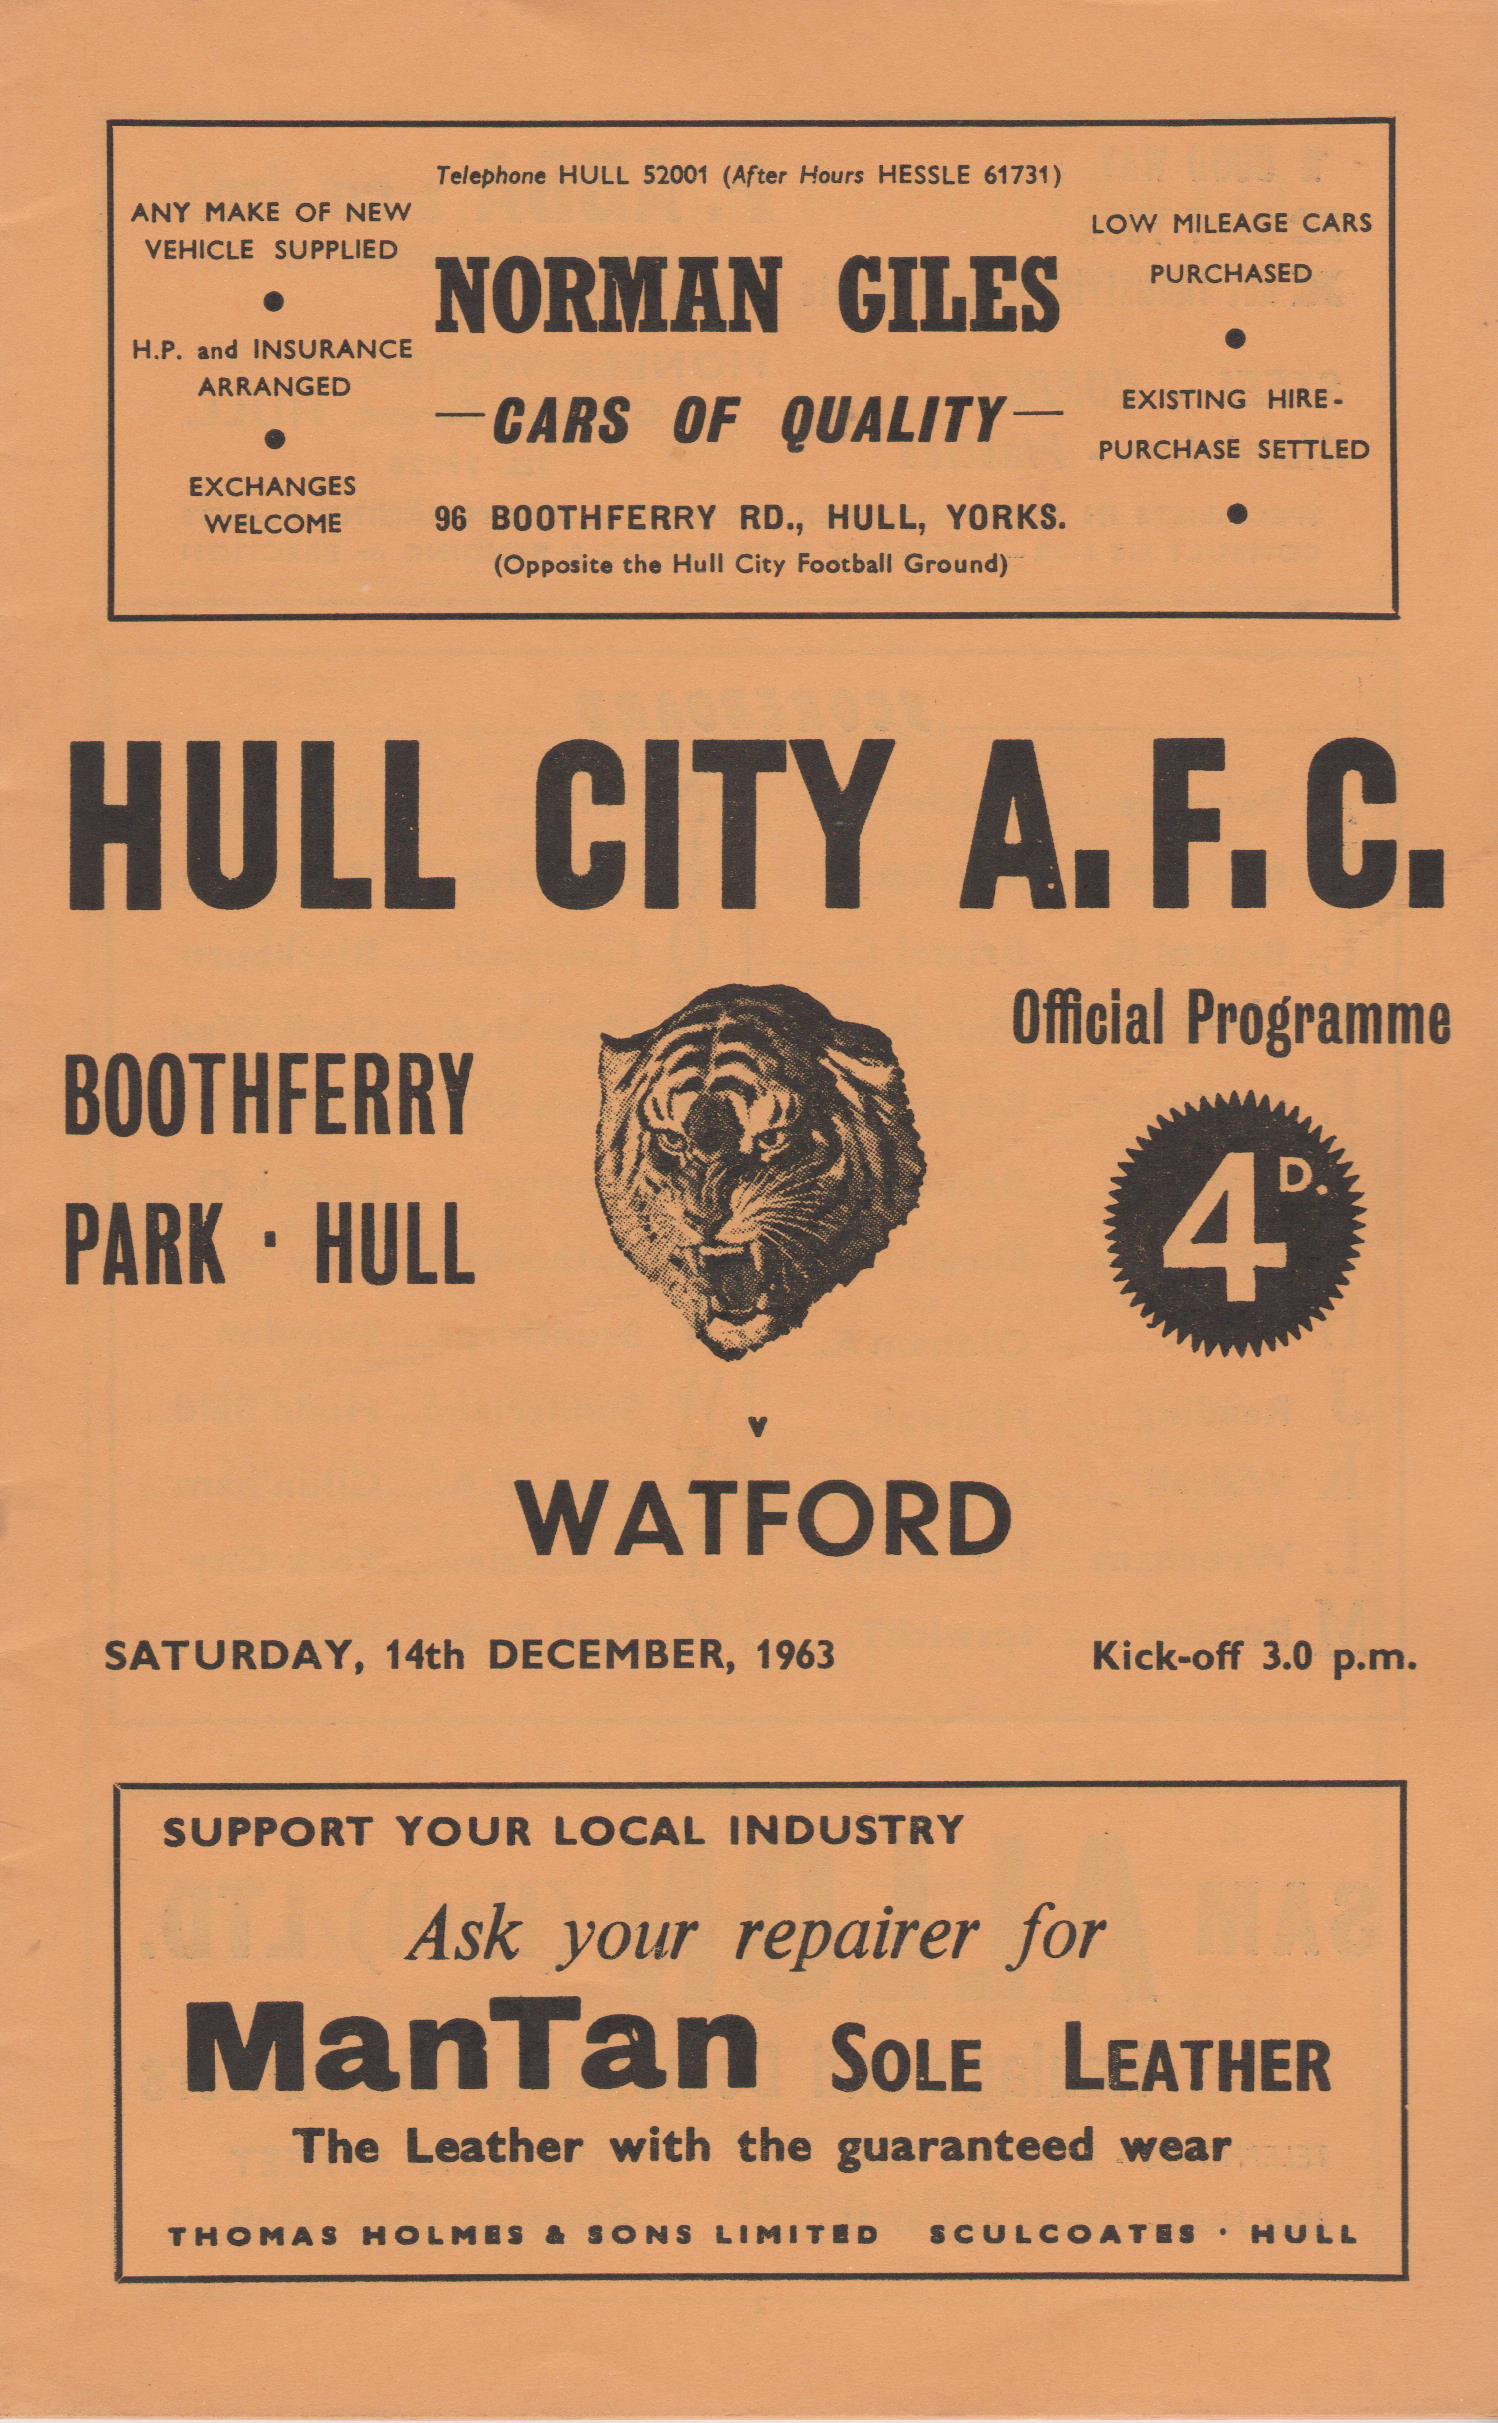 Telephone HULL 52001 (After Hours HESSLE 61731)
ANY MAKE OF NEW
VEHICLE SUPPLIED
●
H.P. and INSURANCE
ARRANGED
●
EXCHANGES
WELCOME
NORMAN GILES
—CARS OF QUALITY—
96 BOOTHFERRY RD., HULL, YORKS.
(Opposite the Hull City Football Ground)
LOW MILEAGE CARS
PURCHASED
●
EXISTING HIRE-
PURCHASE SETTLED
●
HULL CITY A.F.C.
BOOTHFERRY
PARK · HULL
Official Programme
4D.
v
WATFORD
SATURDAY, 14th DECEMBER, 1963 Kick-off 3.0 p.m.
SUPPORT YOUR LOCAL INDUSTRY
Ask your repairer for
ManTan SOLE LEATHER
The Leather with the guaranteed wear
THOMAS HOLMES & SONS LIMITED SCULCOATES · HULL